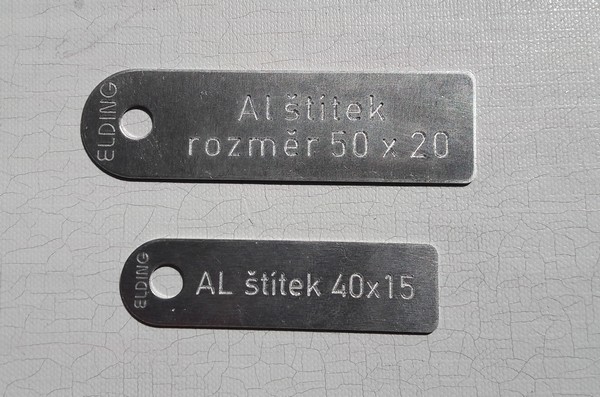 ELDING
Al štítek
rozměr 50 x 20
ELDING
AL štítek 40x15